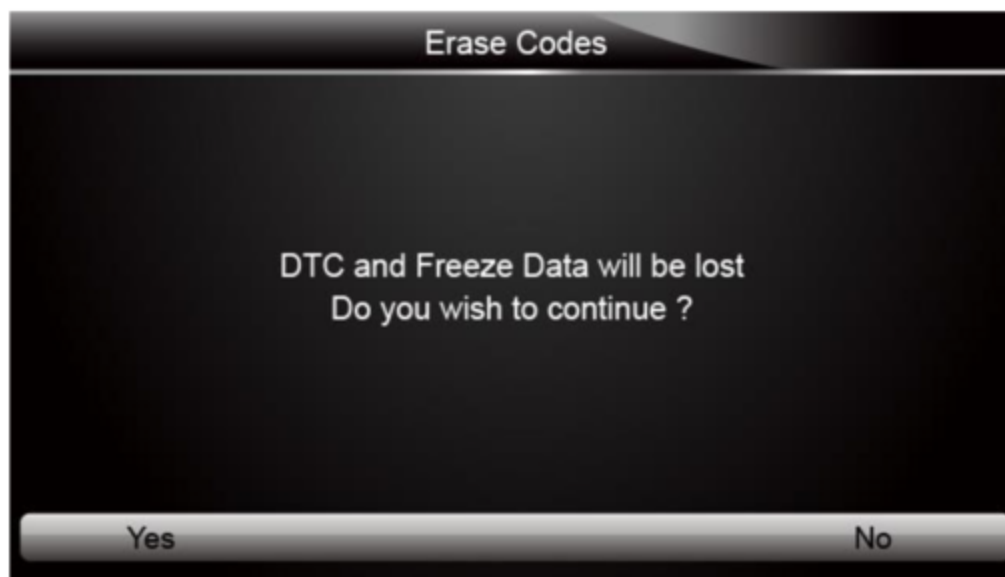 Erase Codes
DTC and Freeze Data will be lost
Do you wish to continue ?
Yes No